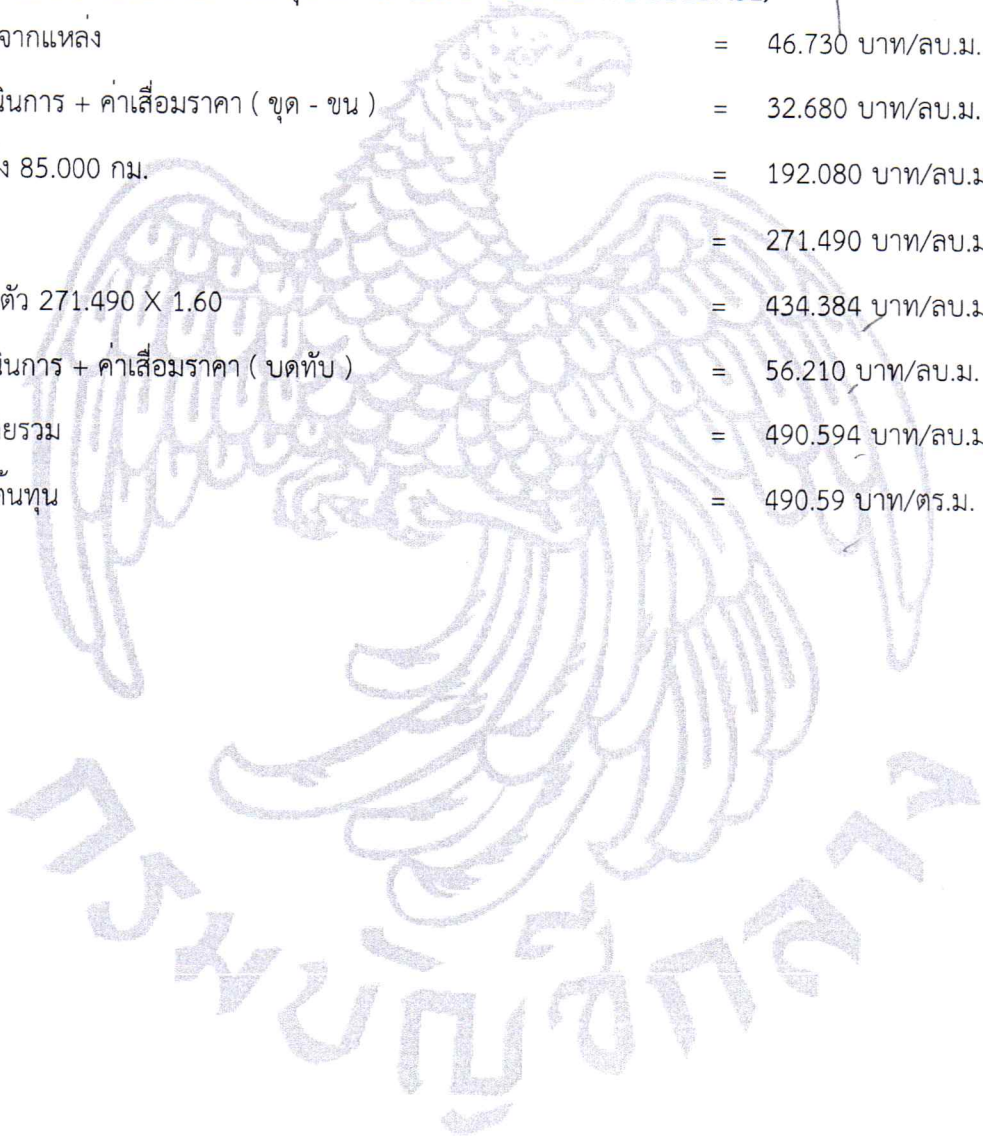 จากแหล่ง = 46.730 บาท/ลบ.ม.
นินการ + ค่าเสื่อมราคา ( ขุด - ขน ) = 32.680 บาท/ลบ.ม.
ง 85.000 กม. = 192.080 บาท/ลบ.ม
= 271.490 บาท/ลบ.ม
ตัว 271.490 X 1.60 = 434.384 บาท/ลบ.ม
นินการ + ค่าเสื่อมราคา ( บดทับ ) = 56.210 บาท/ลบ.ม.
ยรวม = 490.594 บาท/ลบ.ม
้นทุน = 490.59 บาท/ตร.ม.
กรมบัญชีกลาง